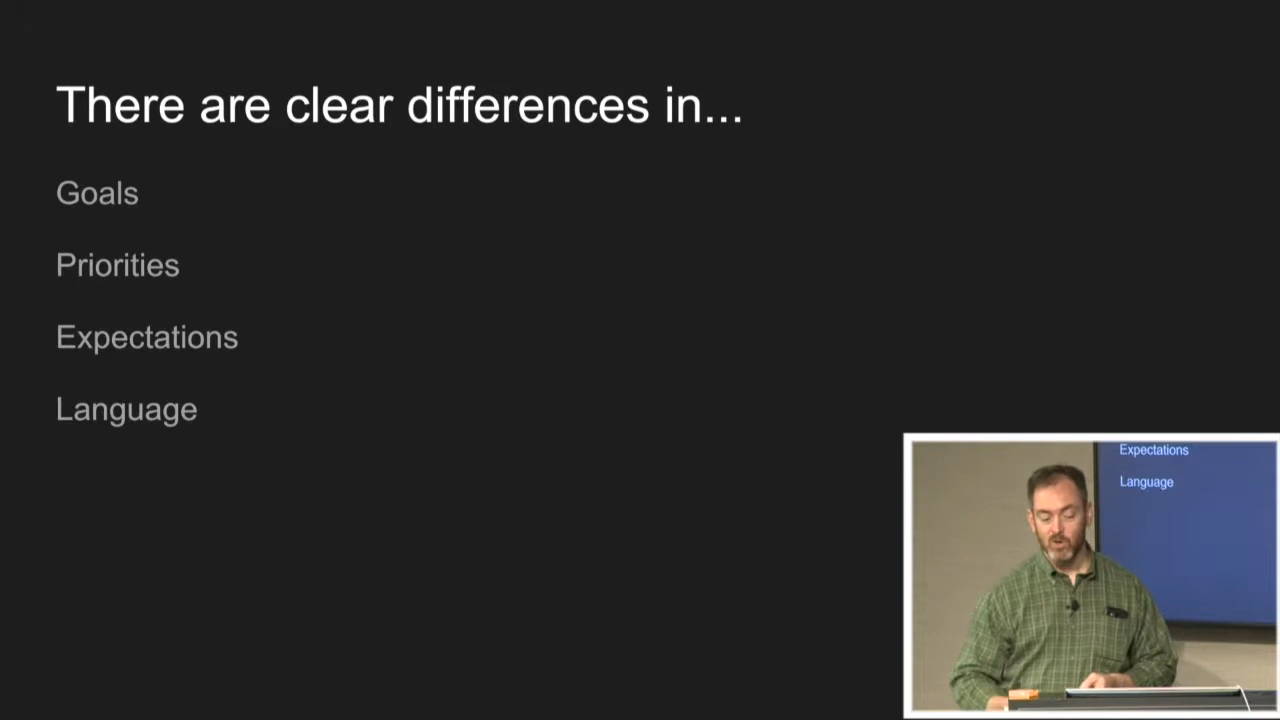 There are clear differences in...
Goals
Priorities
Expectations
Language
Expectations
Language